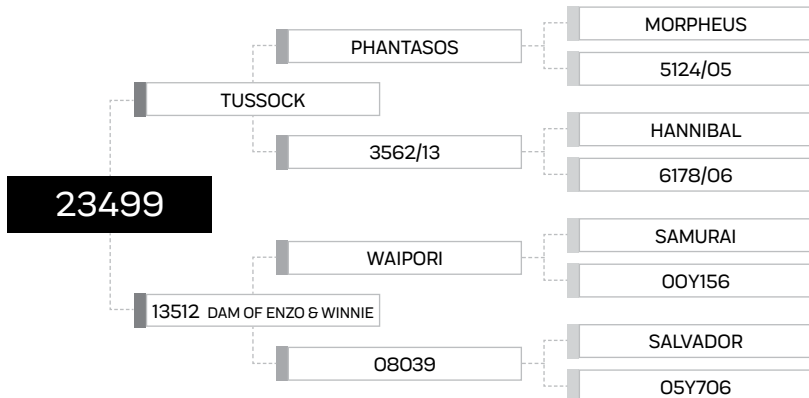 MORPHEUS
PHANTASOS
5124/05
TUSSOCK
HANNIBAL
3562/13
6178/06
23499
SAMURAI
WAIPORI
00Y156
13512 DAM OF ENZO & WINNIE
SALVADOR
08039
05Y706